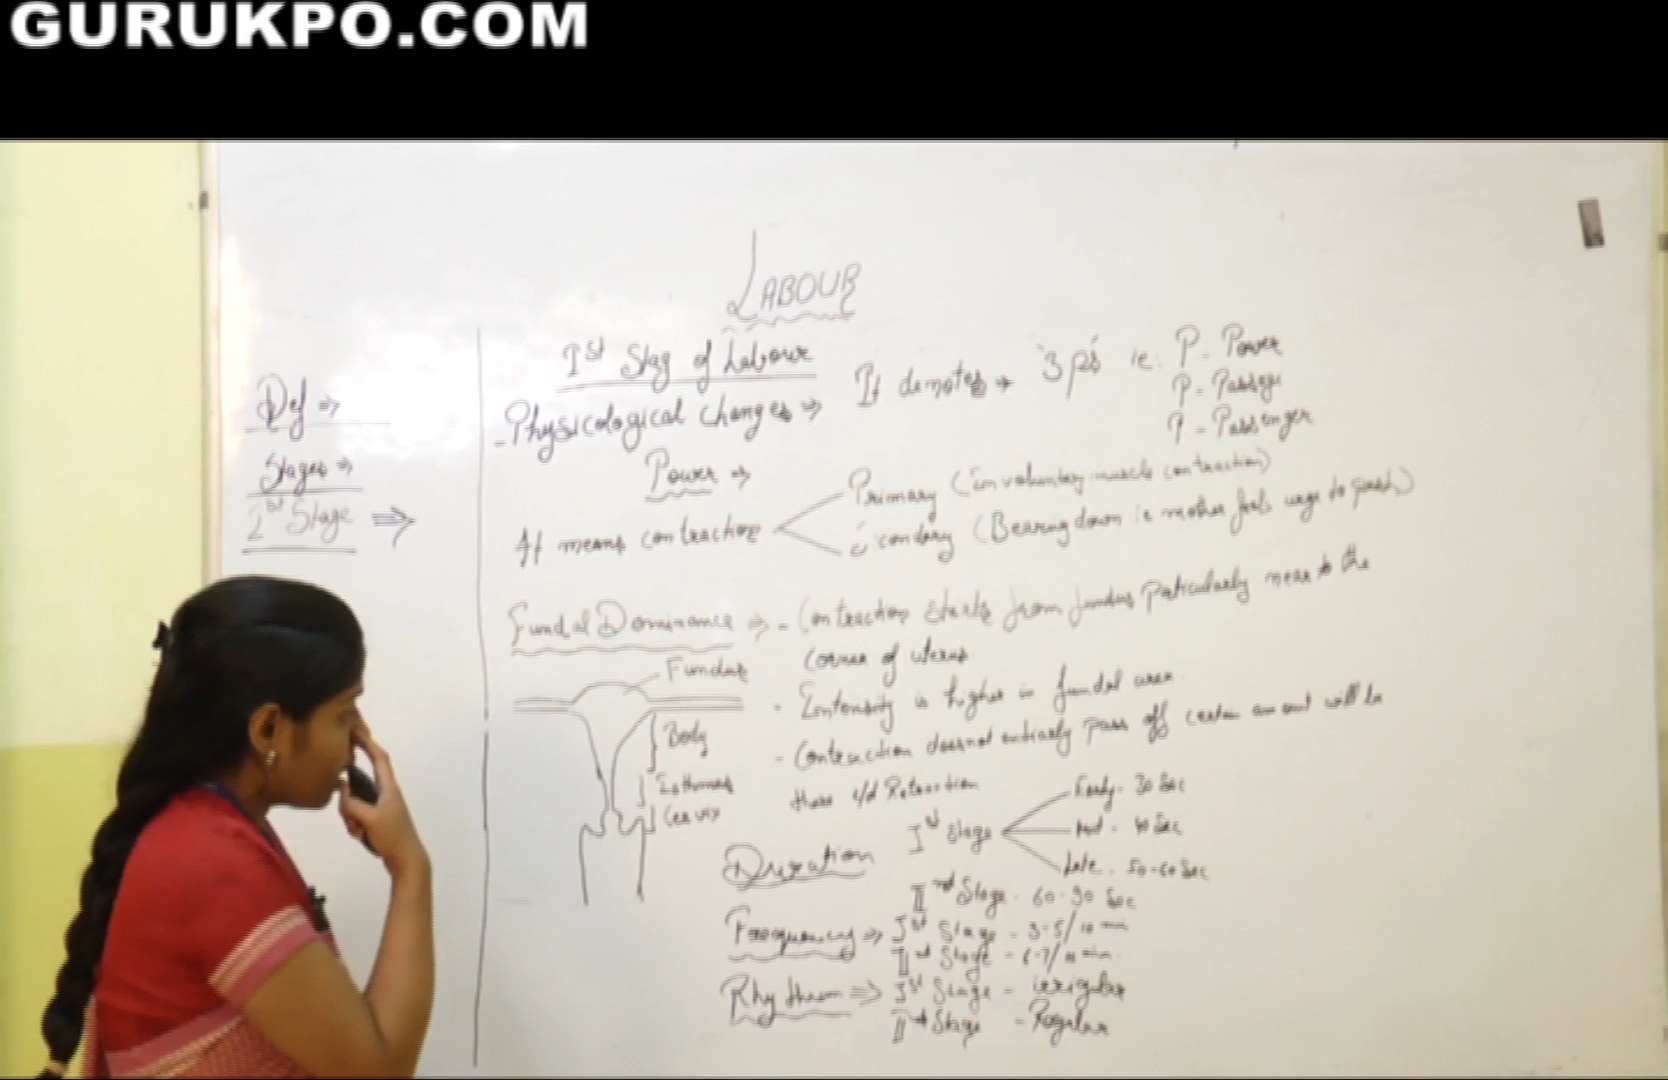 GURUKPO.COM
LABOUR
Def ⇒
Stages ⇒
Ist Stage ⇒
Ist Stag of Labour
- Physicological changes ⇒ It denotes → 3 p's ie. P - Power
P - Passage
P - Passenger
Power ⇒
It means contraction
Primary (involuntary muscle contraction)
Secondary (Bearing down ie mother feels urge to push)
Fundal Dominance ⇒ - Contraction starts from fundus paticularly near to the
Corner of uterus
Fundus
- Intensity is higher in fundal area
Body
- Contraction doesnot entirely pass off certain amount will be
Isthmus
there c/d Retraction
Cervix
Duration
Ist Stage
Early - 30 Sec
Mid - 40 Sec
Late - 50-60 Sec
IInd Stage - 60-90 Sec
Frequency ⇒ Ist Stage - 3-5/10 min
IInd Stage - 6-7/10 min
Rhythm ⇒ Ist Stage - irrigular
IInd Stage - Regular